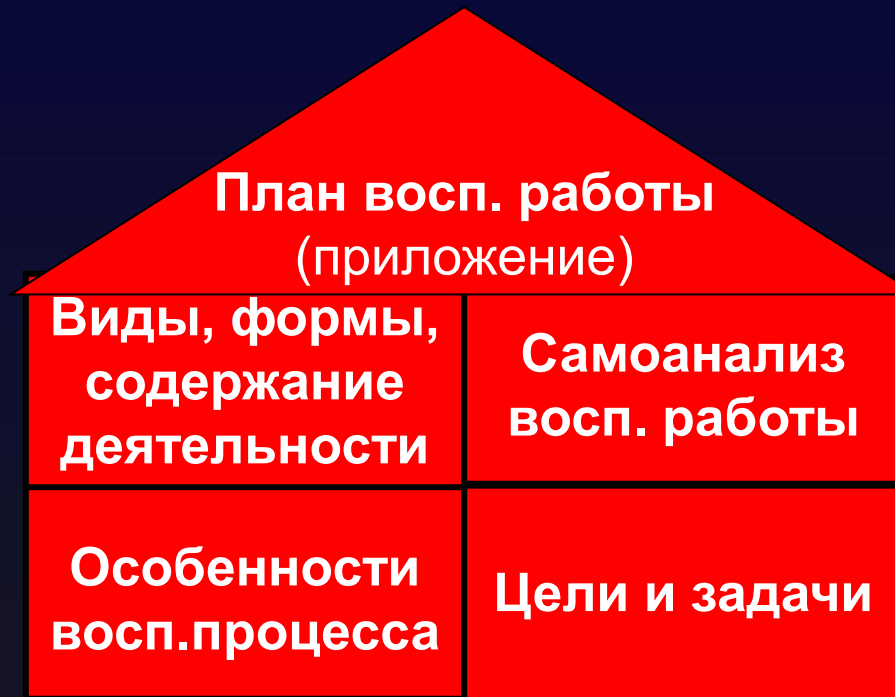 План восп. работы
(приложение)
Виды, формы,
содержание
деятельности
Самоанализ
восп. работы
Особенности
восп.процесса
Цели и задачи